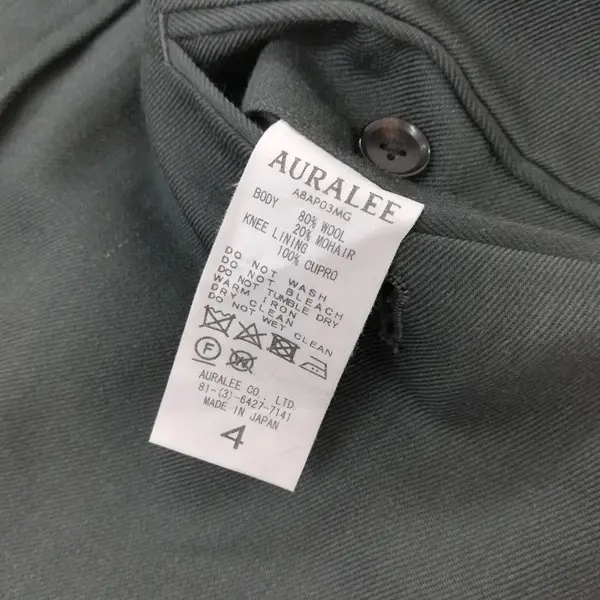 AURALEE
A8AP03MG
BODY 80% WOOL
20% MOHAIR
KNEE LINING
100% CUPRO
DO NOT WASH
DO NOT BLEACH
DO NOT TUMBLE DRY
WARM IRON
DRY CLEAN
DO NOT WET CLEAN
F
W
AURALEE CO., LTD.
81-(3)-6427-7141
MADE IN JAPAN
4